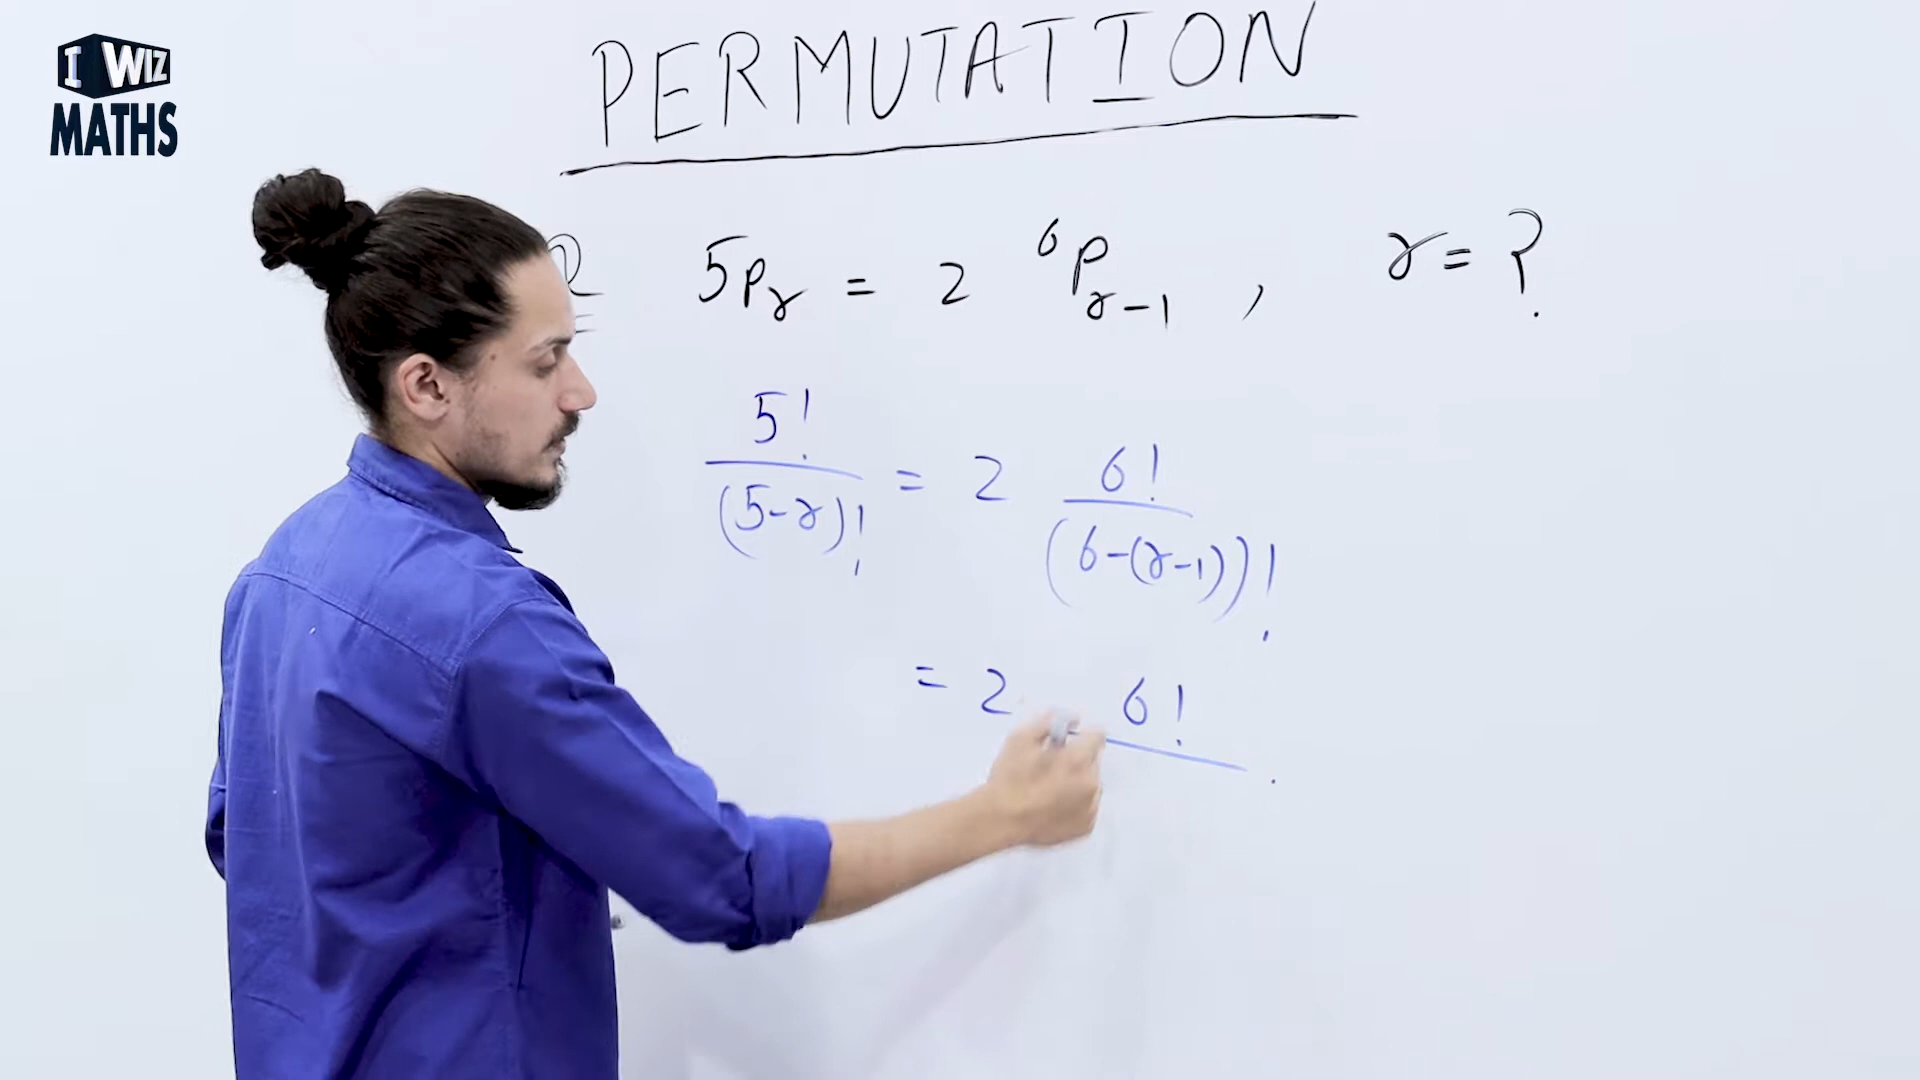 I WIZ
MATHS
PERMUTATION
Q 5Pr = 2 ⁶Pr-1 , r = ?
5! / (5-r)! = 2 6! / (6-(r-1))!
= 2 6!